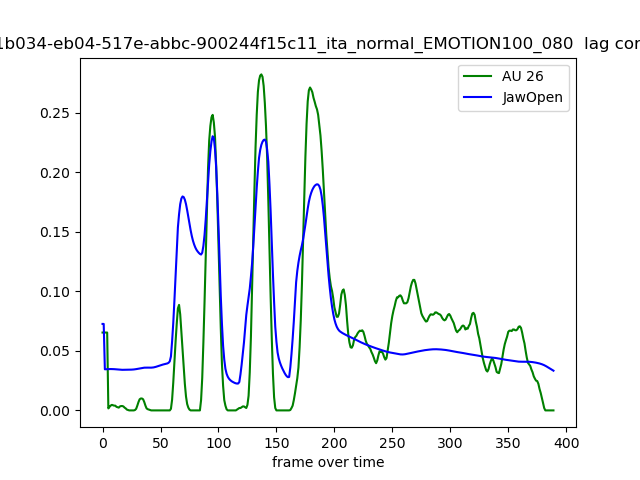 1b034-eb04-517e-abbc-900244f15c11_ita_normal_EMOTION100_080 lag cor
AU 26
JawOpen
0.25
0.20
0.15
0.10
0.05
0.00
0 50 100 150 200 250 300 350 400
frame over time